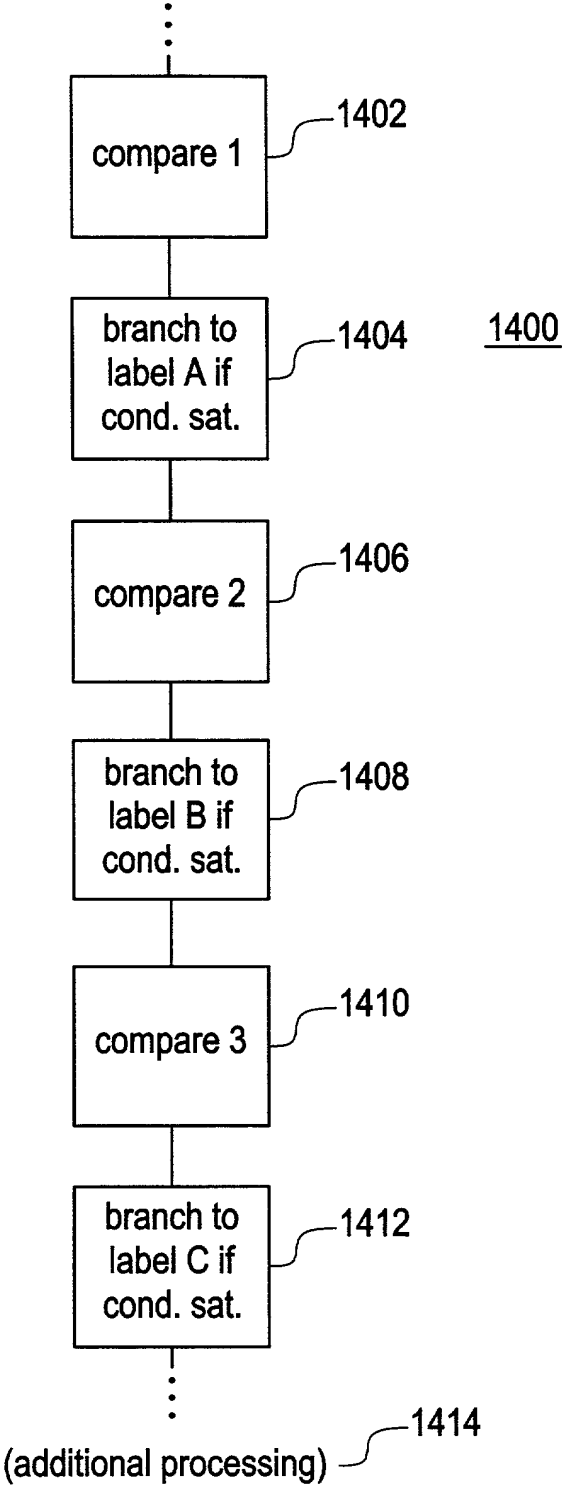 compare 1
1402
branch to
label A if
cond. sat.
1404
1400
compare 2
1406
branch to
label B if
cond. sat.
1408
compare 3
1410
branch to
label C if
cond. sat.
1412
(additional processing)
1414